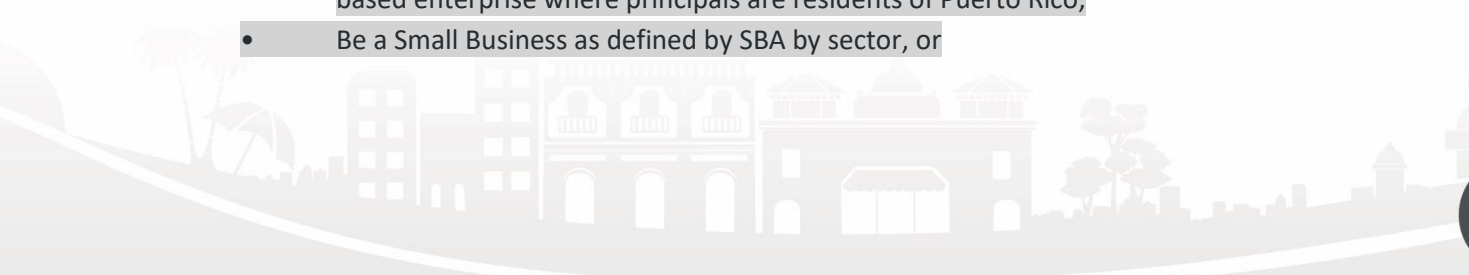 based enterprise where principals are residents of Puerto Rico;
• Be a Small Business as defined by SBA by sector, or